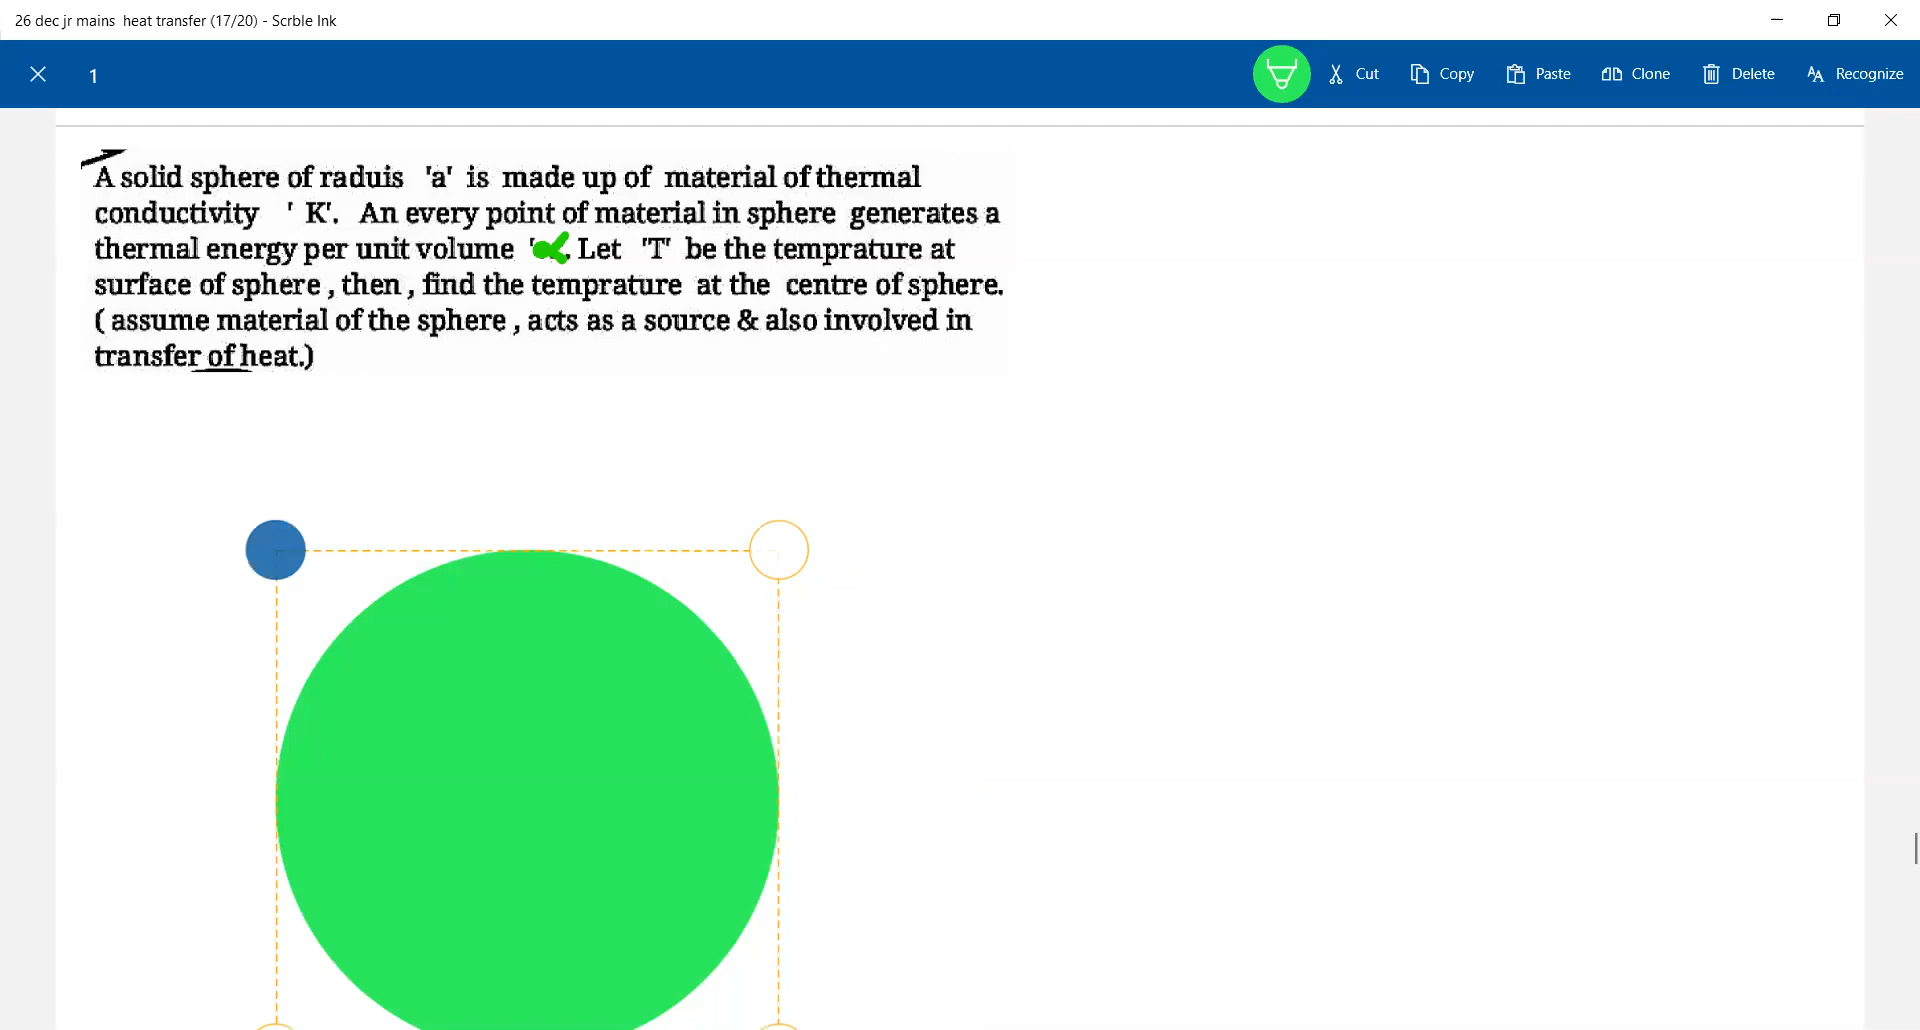 26 dec jr mains heat transfer (17/20) - Scrble Ink
1 Cut Copy Paste Clone Delete Recognize
A solid sphere of raduis 'a' is made up of material of thermal
conductivity ' K'. An every point of material in sphere generates a
thermal energy per unit volume 'α. Let 'T' be the temprature at
surface of sphere , then , find the temprature at the centre of sphere.
( assume material of the sphere , acts as a source & also involved in
transfer of heat.)